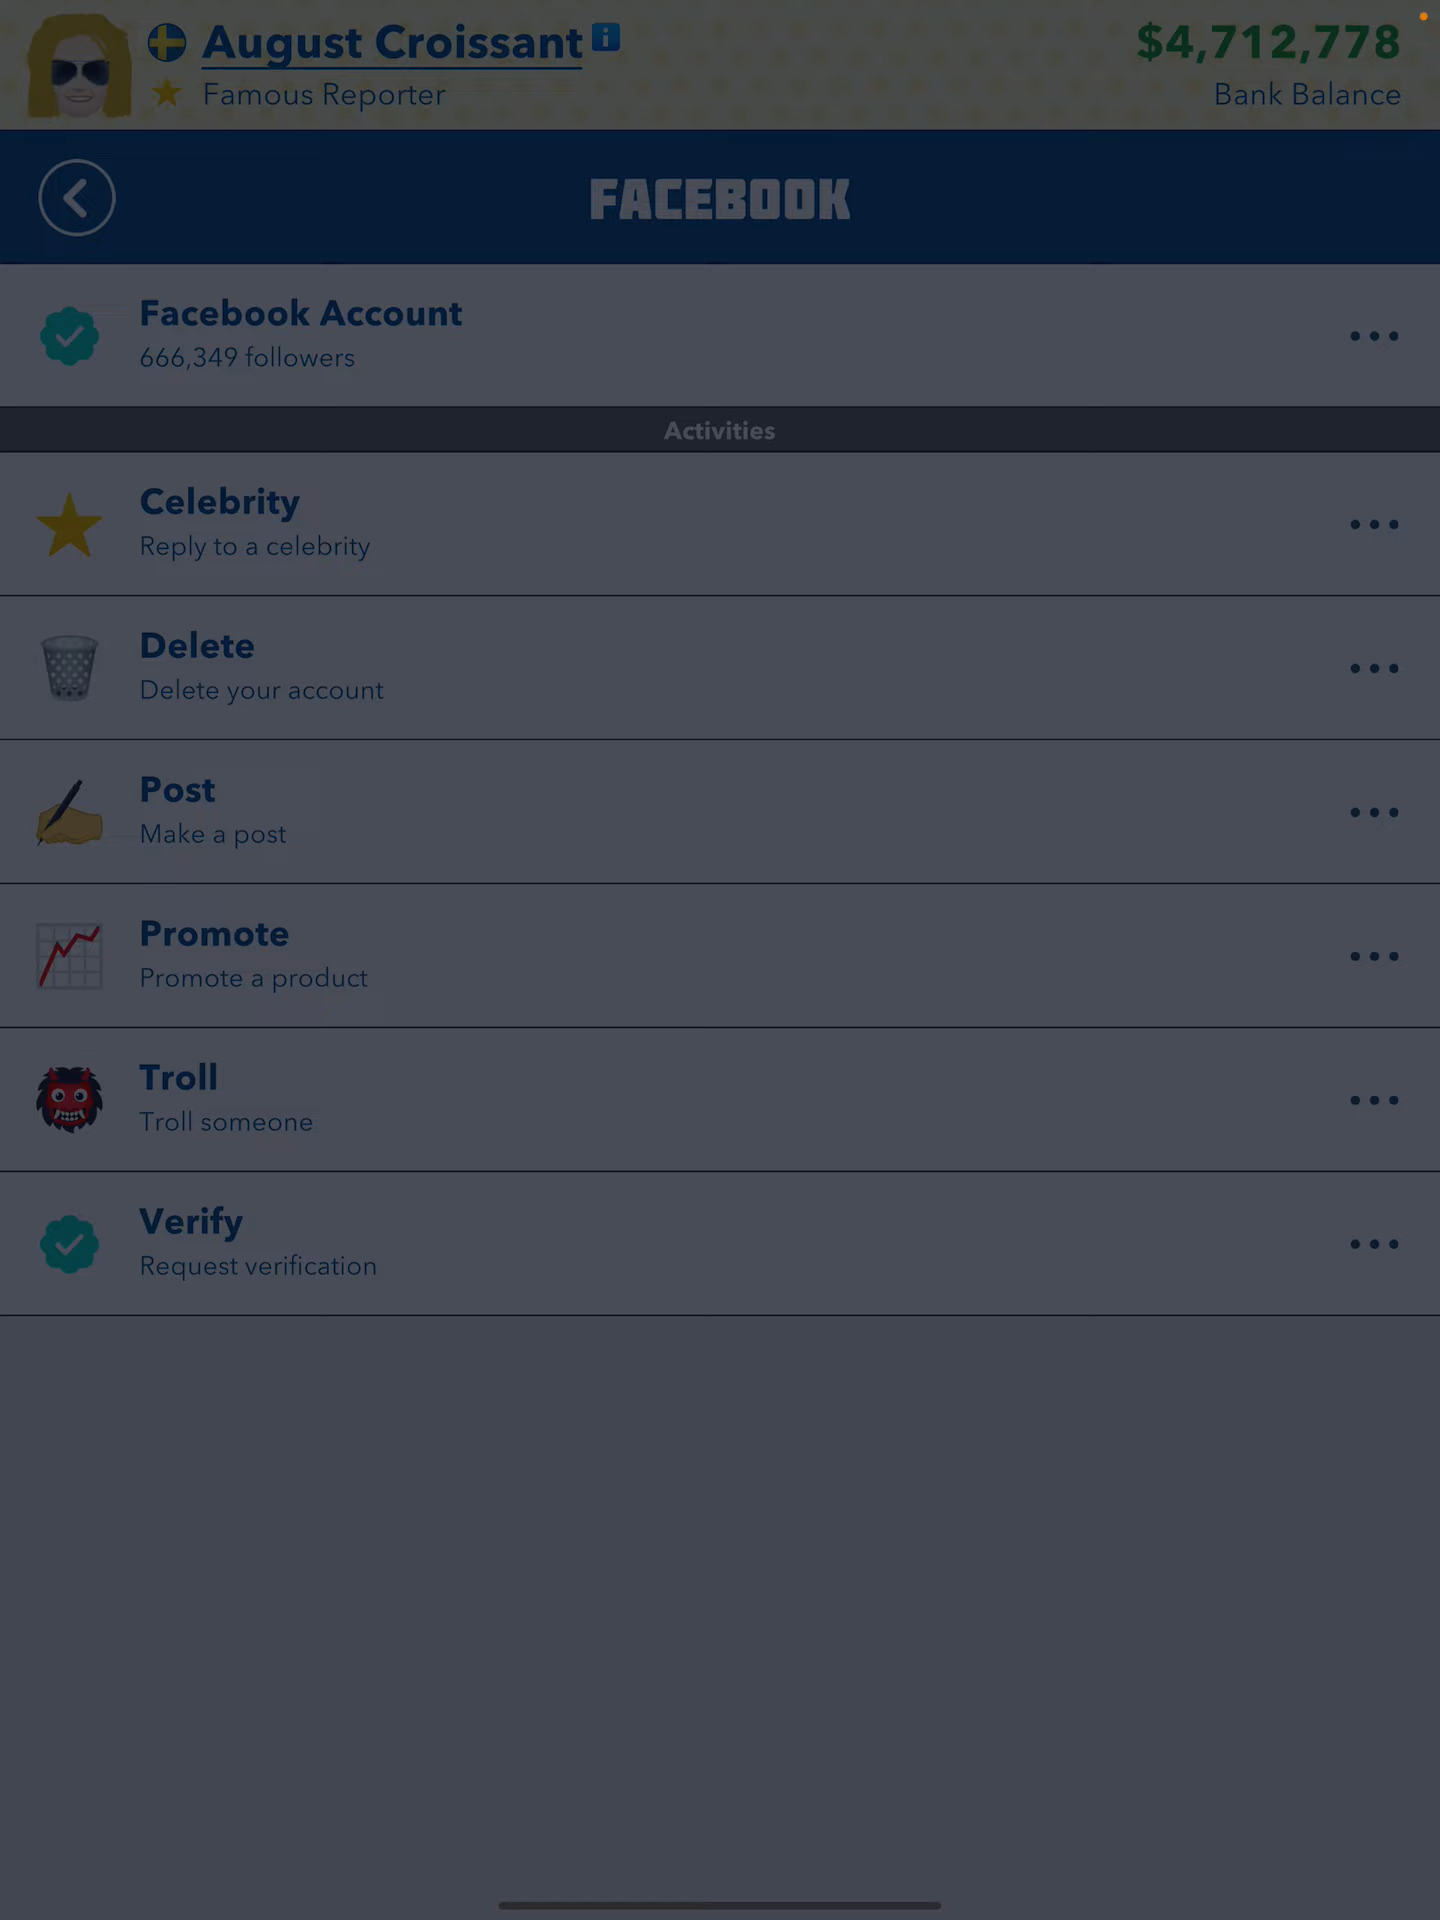 August Croissant
Famous Reporter
$4,712,778
Bank Balance
FACEBOOK
Facebook Account
666,349 followers
Activities
Celebrity
Reply to a celebrity
Delete
Delete your account
Post
Make a post
Promote
Promote a product
Troll
Troll someone
Verify
Request verification